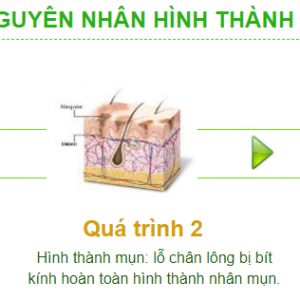 GUYÊN NHÂN HÌNH THÀNH
Quá trình 2
Hình thành mụn: lỗ chân lông bị bít
kính hoàn toàn hình thành nhân mụn.